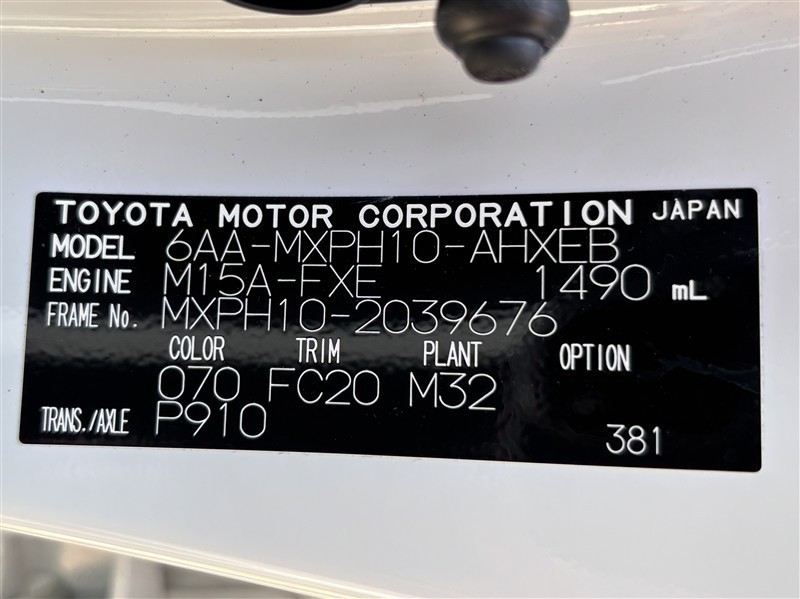 TOYOTA MOTOR CORPORATION JAPAN
MODEL 6AA-MXPH10-AHXEB
ENGINE M15A-FXE 1490 mL
FRAME No. MXPH10-2039676
COLOR TRIM PLANT OPTION
070 FC20 M32
TRANS./AXLE P910 381